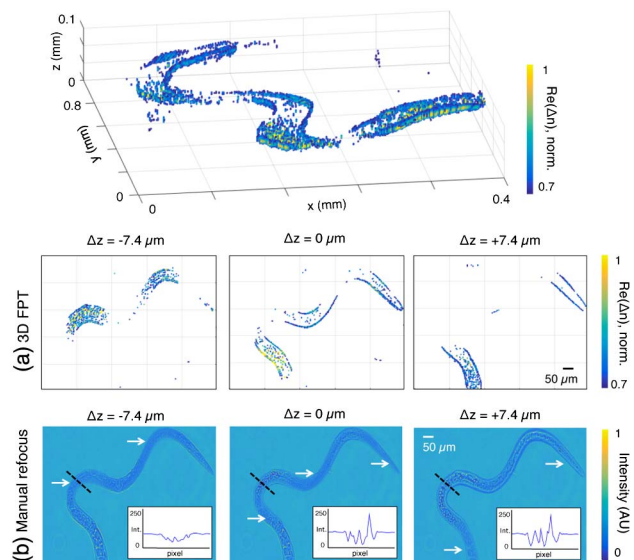 0.1
z (mm)
0
0.8
y (mm)
0
0
x (mm)
0.4
1
Re(Δn), norm.
0.7
(a) 3D FPT
Δz = -7.4 µm
Δz = 0 µm
Δz = +7.4 µm
50 µm
1
Re(Δn), norm.
0.7
(b) Manual refocus
Δz = -7.4 µm
Δz = 0 µm
Δz = +7.4 µm
50 µm
250
Int.
0
pixel
250
Int.
0
pixel
250
Int.
0
pixel
1
Intensity (AU)
0